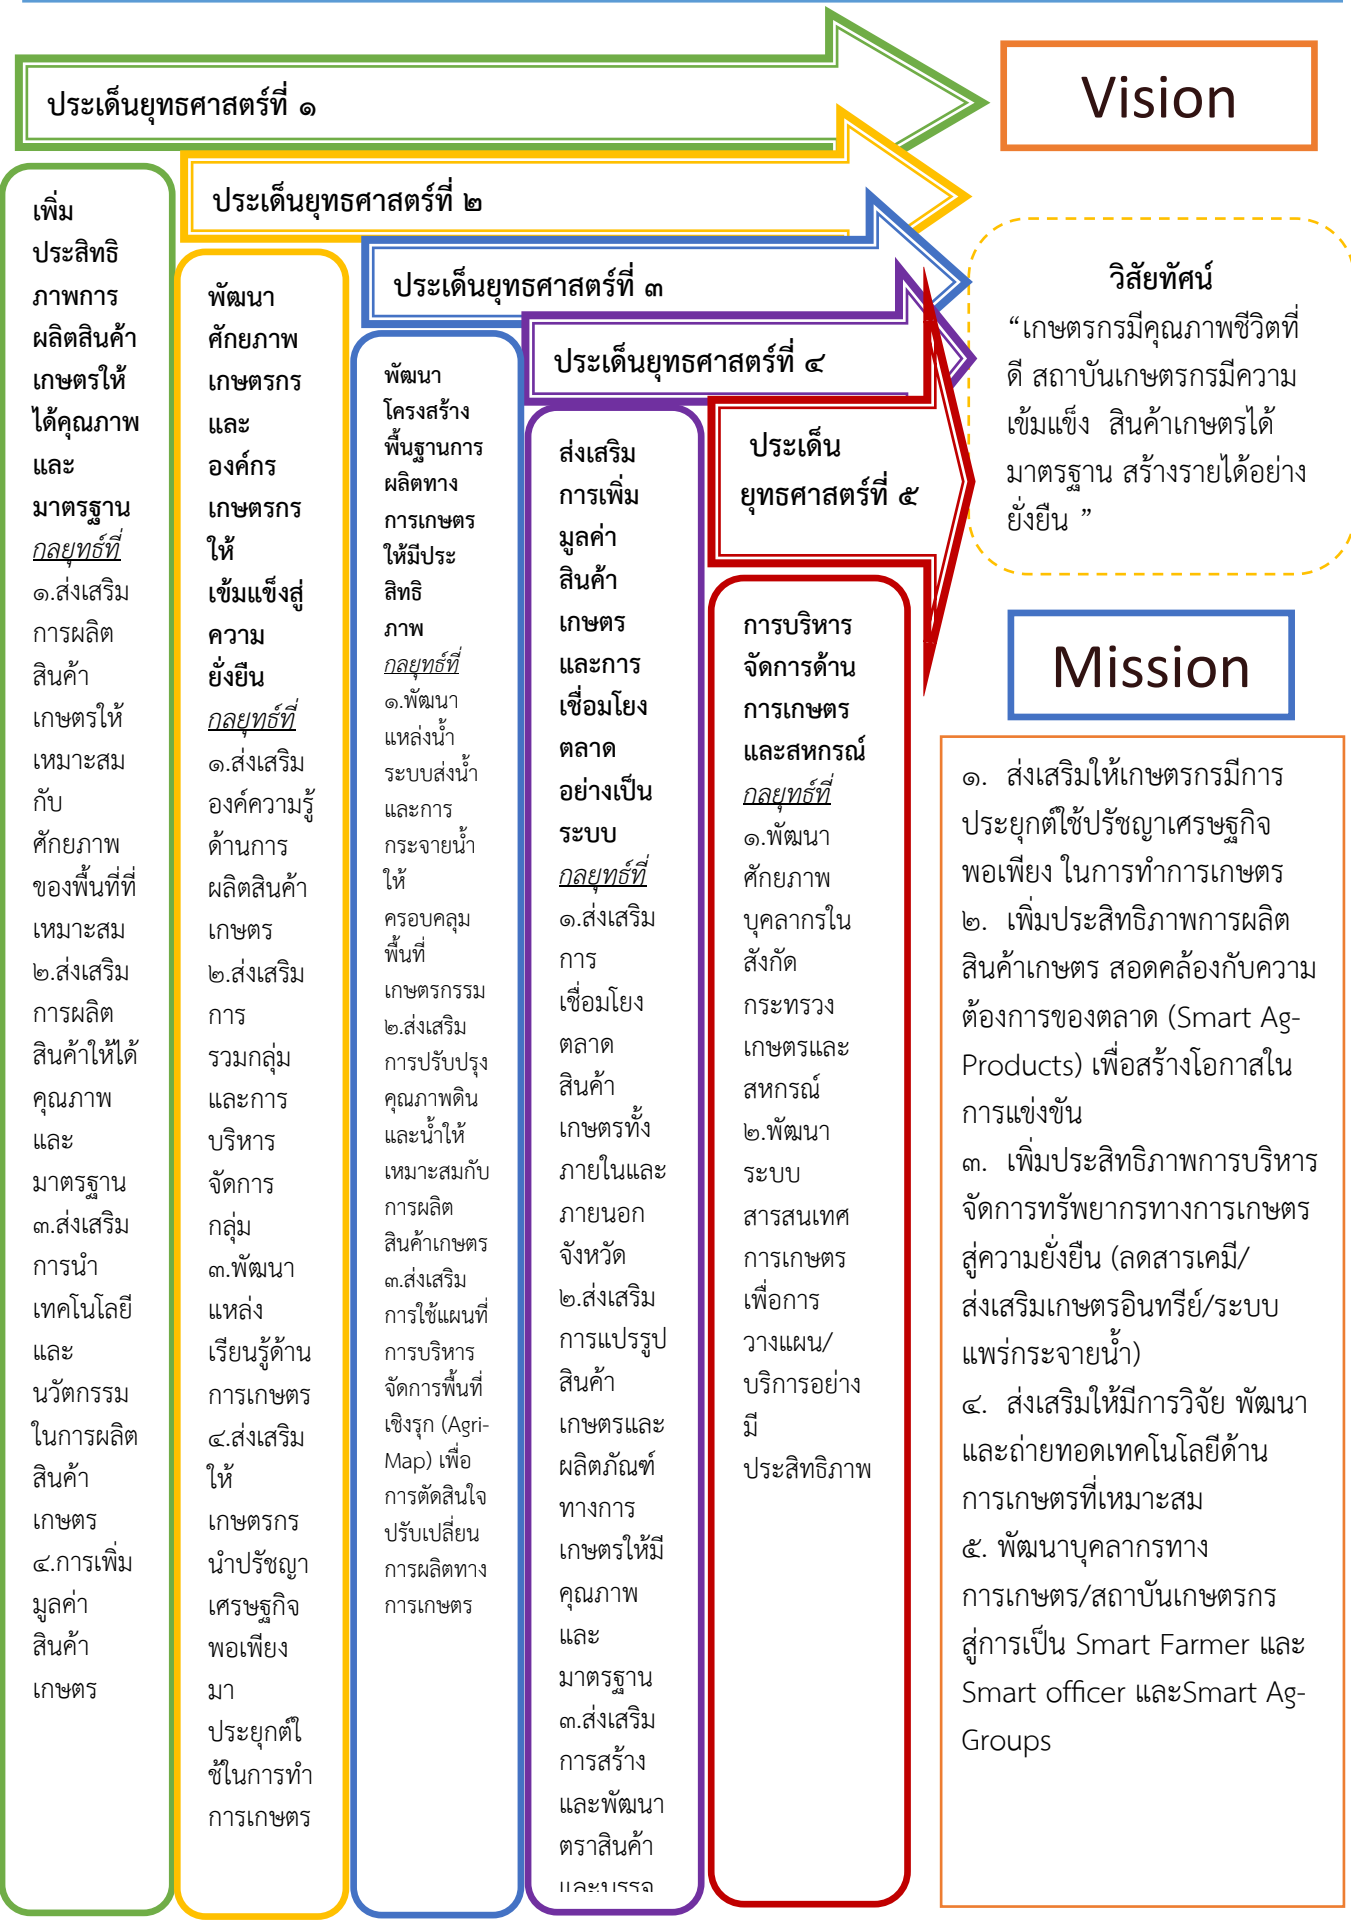 ประเด็นยุทธศาสตร์ที่ ๑
เพิ่ม
ประสิทธิ
ภาพการ
ผลิตสินค้า
เกษตรให้
ได้คุณภาพ
และ
มาตรฐาน
กลยุทธ์ที่
๑.ส่งเสริม
การผลิต
สินค้า
เกษตรให้
เหมาะสม
กับ
ศักยภาพ
ของพื้นที่ที่
เหมาะสม
๒.ส่งเสริม
การผลิต
สินค้าให้ได้
คุณภาพ
และ
มาตรฐาน
๓.ส่งเสริม
การนำ
เทคโนโลยี
และ
นวัตกรรม
ในการผลิต
สินค้า
เกษตร
๔.การเพิ่ม
มูลค่า
สินค้า
เกษตร
ประเด็นยุทธศาสตร์ที่ ๒
พัฒนา
ศักยภาพ
เกษตรกร
และ
องค์กร
เกษตรกร
ให้
เข้มแข็งสู่
ความ
ยั่งยืน
กลยุทธ์ที่
๑.ส่งเสริม
องค์ความรู้
ด้านการ
ผลิตสินค้า
เกษตร
๒.ส่งเสริม
การ
รวมกลุ่ม
และการ
บริหาร
จัดการ
กลุ่ม
๓.พัฒนา
แหล่ง
เรียนรู้ด้าน
การเกษตร
๔.ส่งเสริม
ให้
เกษตรกร
นำปรัชญา
เศรษฐกิจ
พอเพียง
มา
ประยุกต์ใ
ช้ในการทำ
การเกษตร
ประเด็นยุทธศาสตร์ที่ ๓
พัฒนา
โครงสร้าง
พื้นฐานการ
ผลิตทาง
การเกษตร
ให้มีประ
สิทธิ
ภาพ
กลยุทธ์ที่
๑.พัฒนา
แหล่งน้ำ
ระบบส่งน้ำ
และการ
กระจายน้ำ
ให้
ครอบคลุม
พื้นที่
เกษตรกรรม
๒.ส่งเสริม
การปรับปรุง
คุณภาพดิน
และน้ำให้
เหมาะสมกับ
การผลิต
สินค้าเกษตร
๓.ส่งเสริม
การใช้แผนที่
การบริหาร
จัดการพื้นที่
เชิงรุก (Agri-
Map) เพื่อ
การตัดสินใจ
ปรับเปลี่ยน
การผลิตทาง
การเกษตร
ประเด็นยุทธศาสตร์ที่ ๔
ส่งเสริม
การเพิ่ม
มูลค่า
สินค้า
เกษตร
และการ
เชื่อมโยง
ตลาด
อย่างเป็น
ระบบ
กลยุทธ์ที่
๑.ส่งเสริม
การ
เชื่อมโยง
ตลาด
สินค้า
เกษตรทั้ง
ภายในและ
ภายนอก
จังหวัด
๒.ส่งเสริม
การแปรรูป
สินค้า
เกษตรและ
ผลิตภัณฑ์
ทางการ
เกษตรให้มี
คุณภาพ
และ
มาตรฐาน
๓.ส่งเสริม
การสร้าง
และพัฒนา
ตราสินค้า
และบรรจ
ประเด็น
ยุทธศาสตร์ที่ ๕
การบริหาร
จัดการด้าน
การเกษตร
และสหกรณ์
กลยุทธ์ที่
๑.พัฒนา
ศักยภาพ
บุคลากรใน
สังกัด
กระทรวง
เกษตรและ
สหกรณ์
๒.พัฒนา
ระบบ
สารสนเทศ
การเกษตร
เพื่อการ
วางแผน/
บริการอย่าง
มี
ประสิทธิภาพ
Vision
วิสัยทัศน์
“เกษตรกรมีคุณภาพชีวิตที่
ดี สถาบันเกษตรกรมีความ
เข้มแข็ง สินค้าเกษตรได้
มาตรฐาน สร้างรายได้อย่าง
ยั่งยืน ”
Mission
๑. ส่งเสริมให้เกษตรกรมีการ
ประยุกต์ใช้ปรัชญาเศรษฐกิจ
พอเพียง ในการทำการเกษตร
๒. เพิ่มประสิทธิภาพการผลิต
สินค้าเกษตร สอดคล้องกับความ
ต้องการของตลาด (Smart Ag-
Products) เพื่อสร้างโอกาสใน
การแข่งขัน
๓. เพิ่มประสิทธิภาพการบริหาร
จัดการทรัพยากรทางการเกษตร
สู่ความยั่งยืน (ลดสารเคมี/
ส่งเสริมเกษตรอินทรีย์/ระบบ
แพร่กระจายน้ำ)
๔. ส่งเสริมให้มีการวิจัย พัฒนา
และถ่ายทอดเทคโนโลยีด้าน
การเกษตรที่เหมาะสม
๕. พัฒนาบุคลากรทาง
การเกษตร/สถาบันเกษตรกร
สู่การเป็น Smart Farmer และ
Smart officer และSmart Ag-
Groups